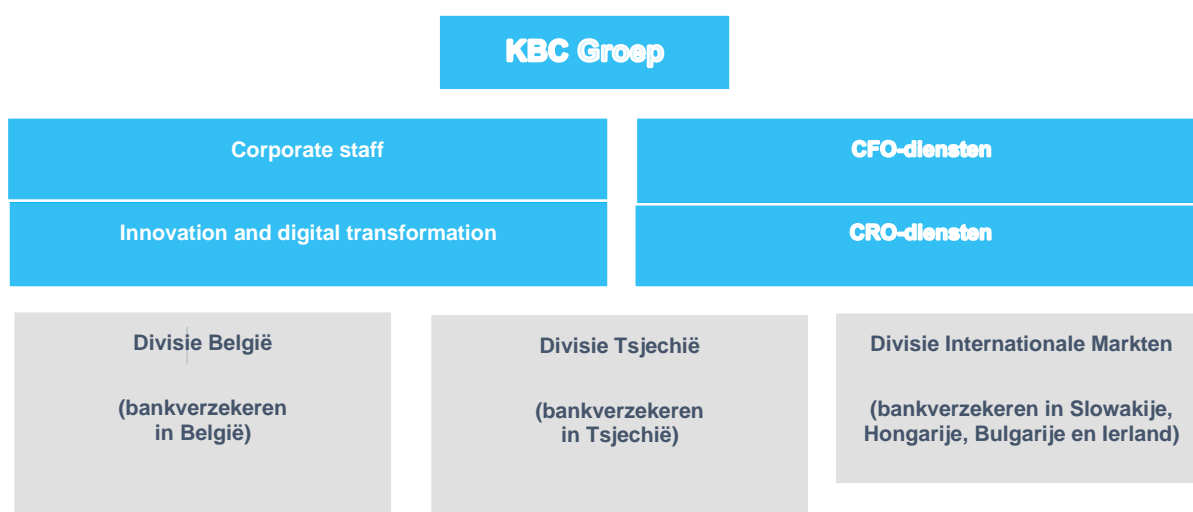 KBC Groep
Corporate staff
CFO-diensten
Innovation and digital transformation
CRO-diensten
Divisie België
(bankverzekeren
in België)
Divisie Tsjechië
(bankverzekeren
in Tsjechië)
Divisie Internationale Markten
(bankverzekeren in Slowakije,
Hongarije, Bulgarije en Ierland)